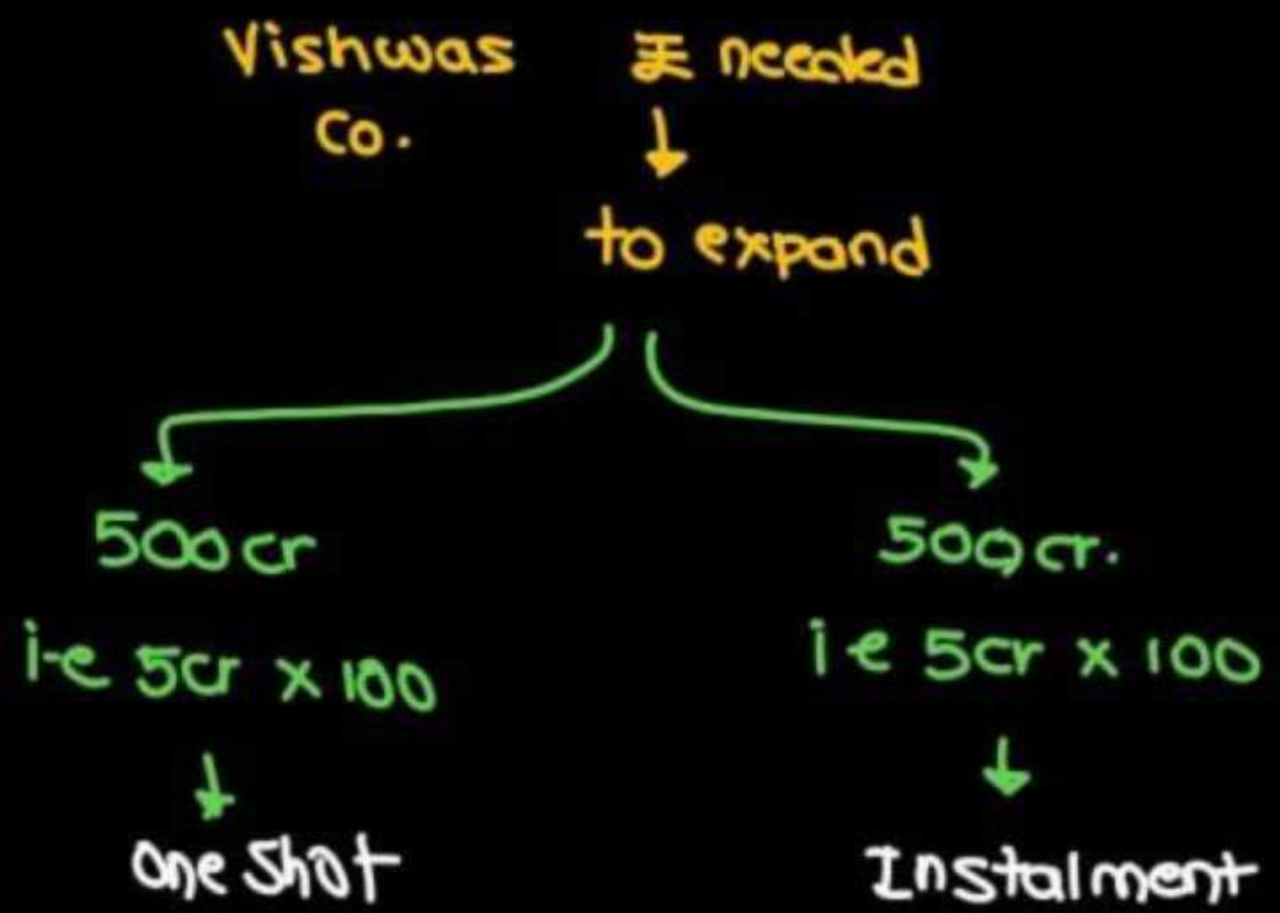 Vishwas ₹ needed
Co.
to expand
500 cr
500 cr.
i-e 5cr x 100
i e 5cr x 100
One Shot
Instalment